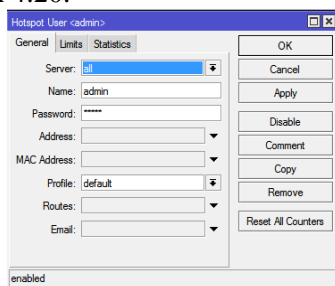 Hotspot User <admin>
General Limits Statistics
Server: all
Name: admin
Password: *****
Address:
MAC Address:
Profile: default
Routes:
Email:
OK
Cancel
Apply
Disable
Comment
Copy
Remove
Reset All Counters
enabled